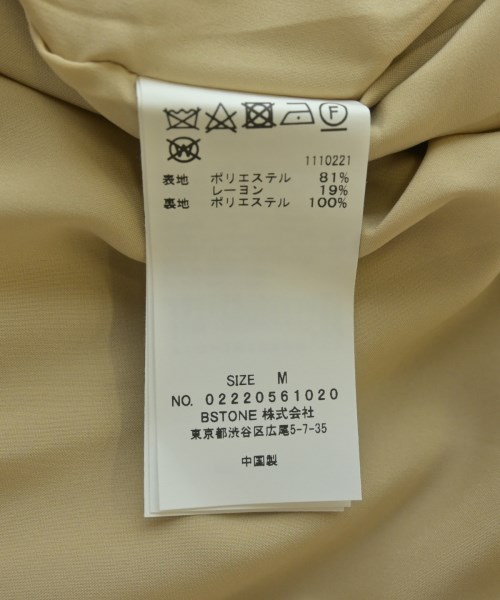 F
W
1110221
表地 ポリエステル 81%
レーヨン 19%
裏地 ポリエステル 100%
SIZE M
NO. 02220561020
BSTONE 株式会社
東京都渋谷区広尾5-7-35
中国製